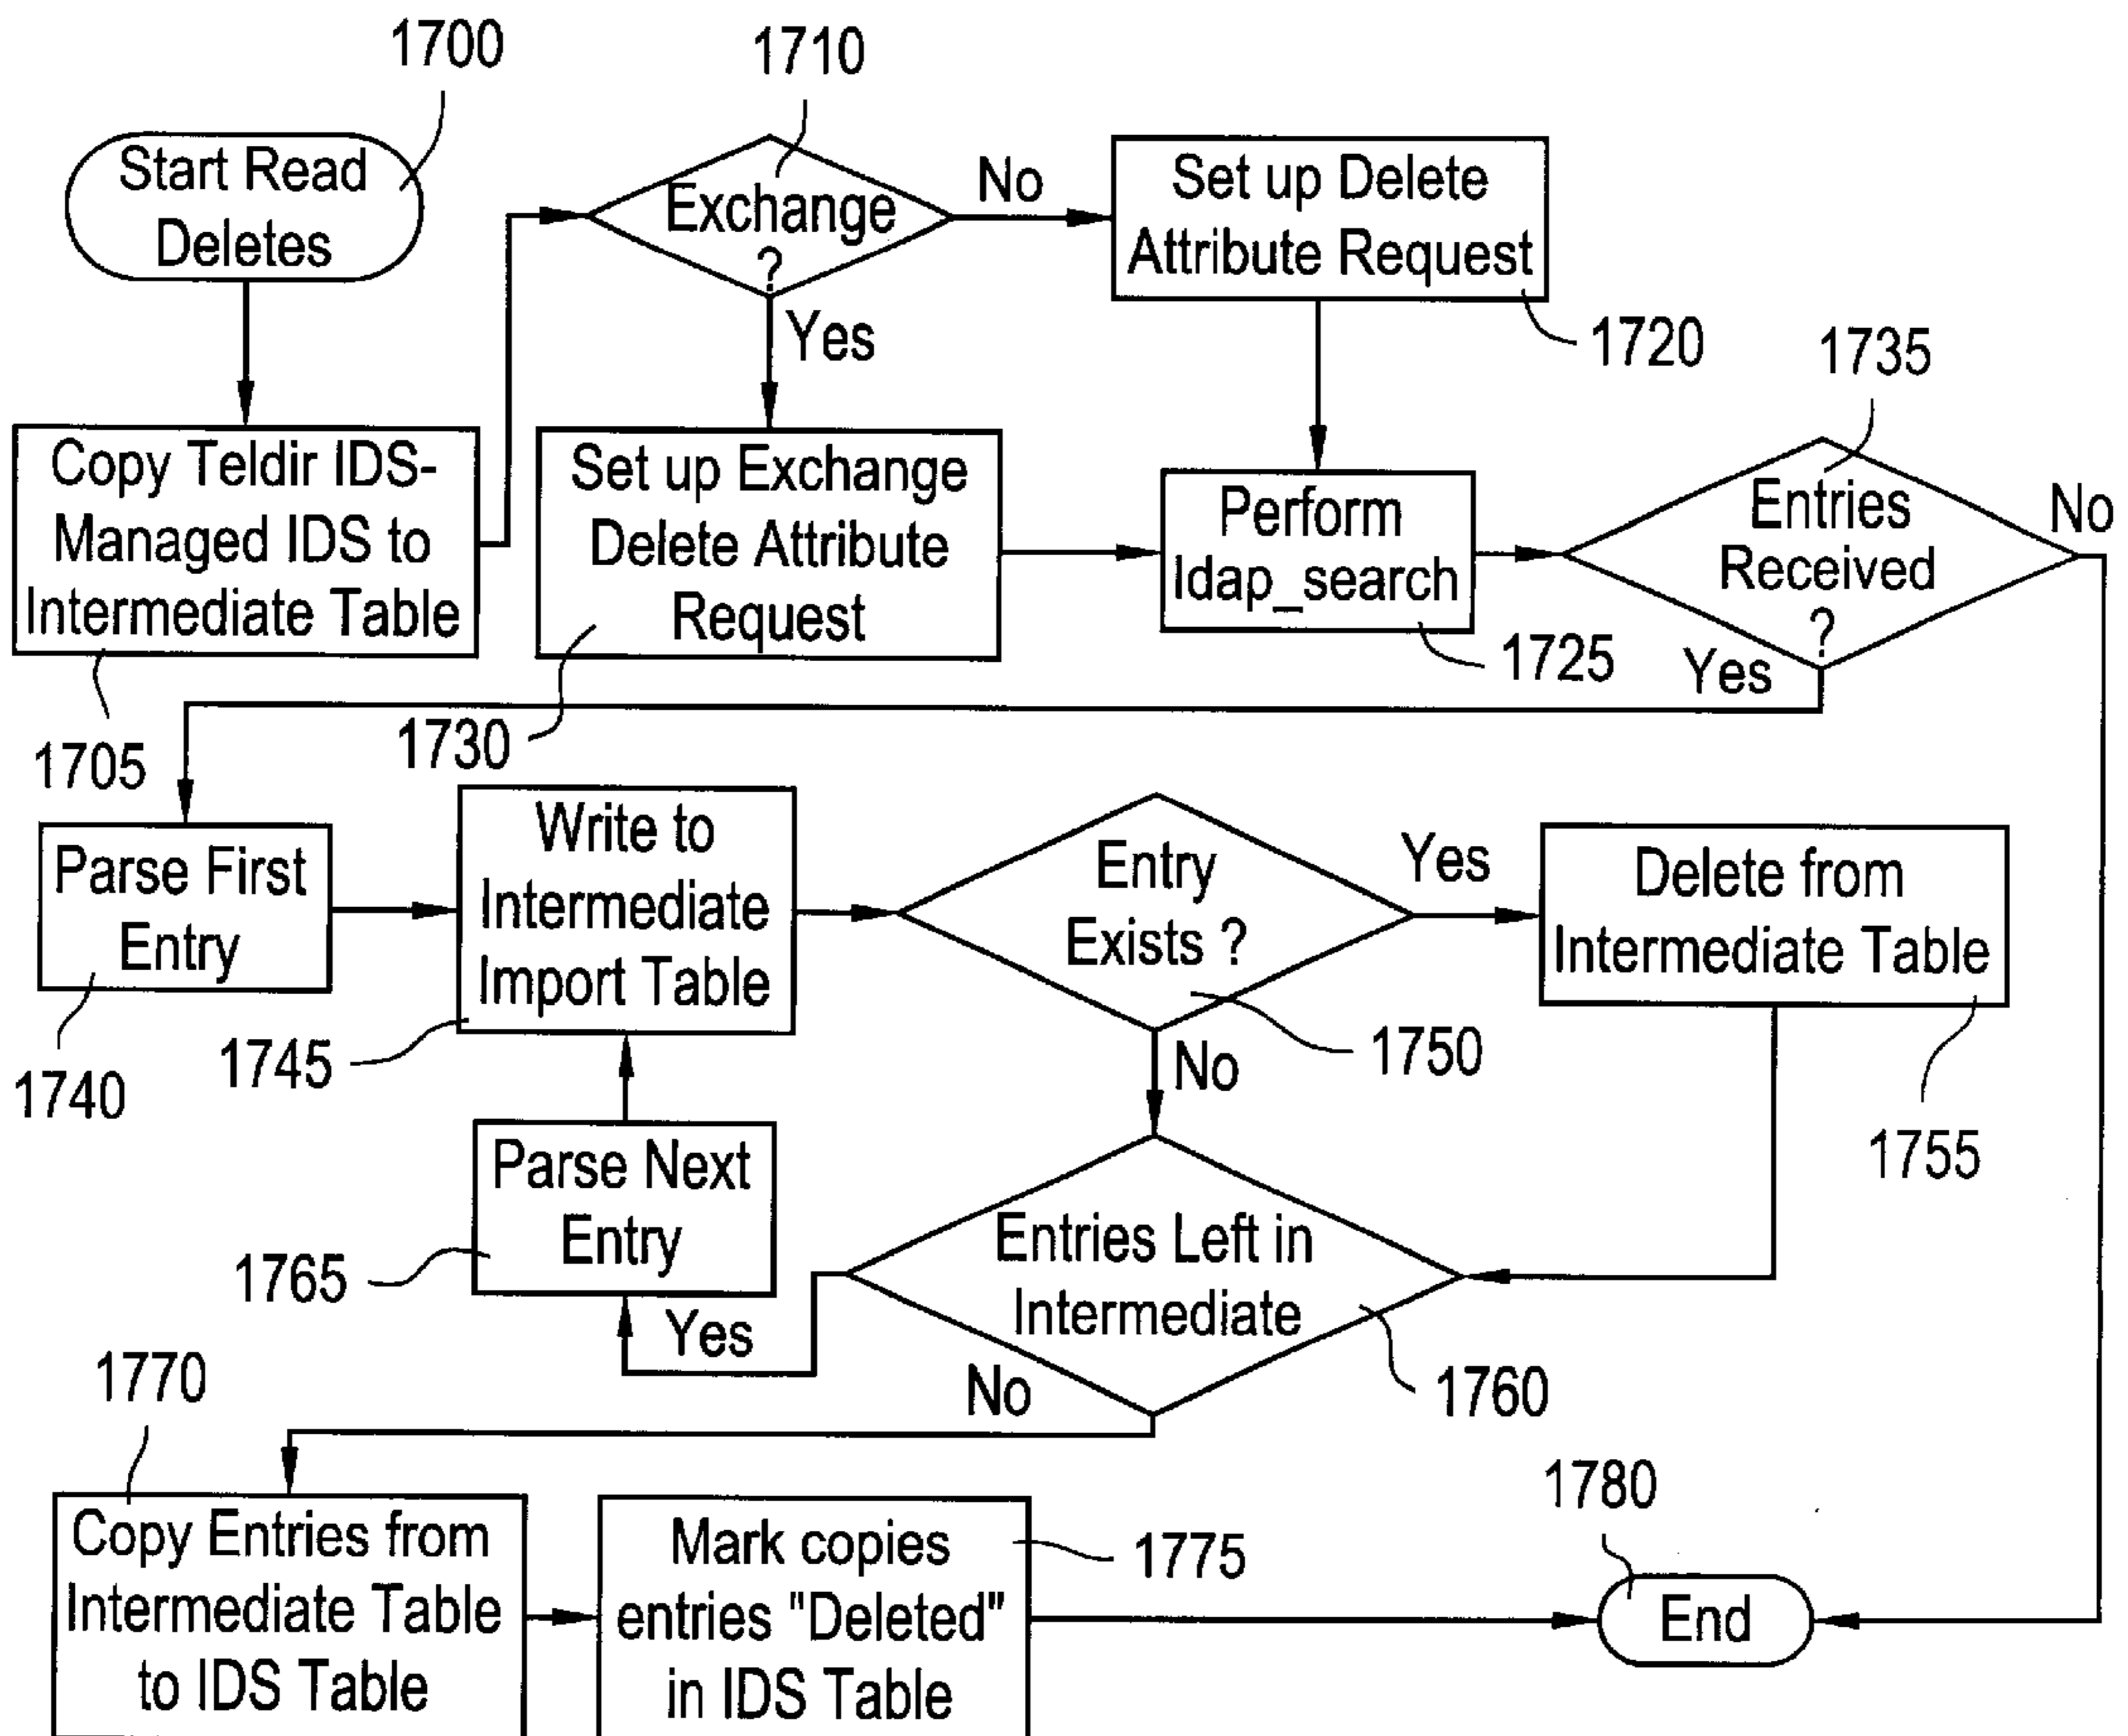 1700
1710
Start Read
Deletes
Exchange
?
No
Yes
Set up Delete
Attribute Request
1720
1735
Copy Teldir IDS-
Managed IDS to
Intermediate Table
1705
Set up Exchange
Delete Attribute
Request
1730
Perform
ldap_search
1725
Entries
Received
?
No
Yes
Parse First
Entry
1740
Write to
Intermediate
Import Table
1745
Entry
Exists ?
1750
Yes
No
Delete from
Intermediate Table
1755
Parse Next
Entry
1765
Entries Left in
Intermediate
1760
Yes
No
1770
Copy Entries from
Intermediate Table
to IDS Table
Mark copies
entries "Deleted"
in IDS Table
1775
1780
End